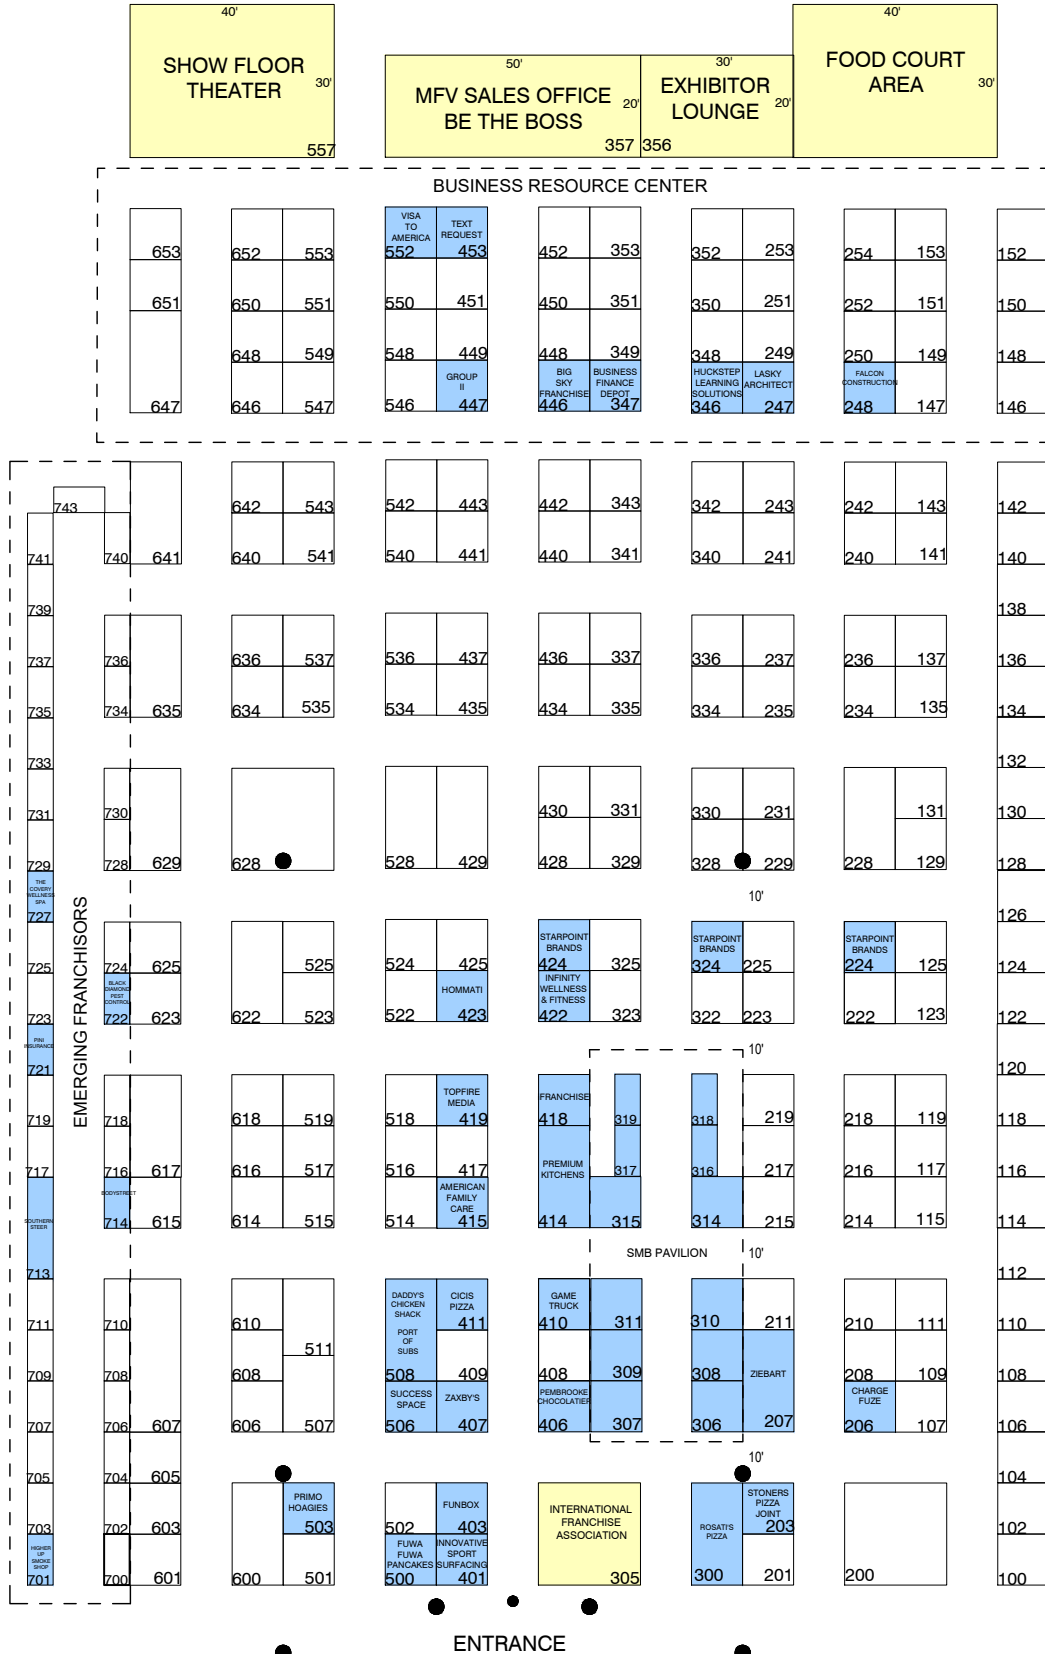 40'
40'
SHOW FLOOR
THEATER
30'
557
50'
MFV SALES OFFICE
BE THE BOSS
20'
357
30'
EXHIBITOR
LOUNGE
20'
356
FOOD COURT
AREA
30'
BUSINESS RESOURCE CENTER
VISA
TO
AMERICA
TEXT
REQUEST
653 652 553 552 453 452 353 352 253 254 153 152
651 650 551 550 451 450 351 350 251 252 151 150
648 549 548 449 448 349 348 249 250 149 148
GROUP
II
BIG
SKY
FRANCHISE
BUSINESS
FINANCE
DEPOT
HUCKSTEP
LEARNING
SOLUTIONS
LASKY
ARCHITECT
FALCON
CONSTRUCTION
647 646 547 546 447 446 347 346 247 248 147 146
743 642 543 542 443 442 343 342 243 242 143 142
741 740 641 640 541 540 441 440 341 340 241 240 141 140
739 138
737 736 636 537 536 437 436 337 336 237 236 137 136
735 734 635 634 535 534 435 434 335 334 235 234 135 134
733 132
731 730 430 331 330 231 131 130
729 728 629 628 528 429 428 329 328 229 228 129 128
THE
COVERY
WELLNESS
SPA
727
10'
126
EMERGING FRANCHISORS
STARPOINT
BRANDS
STARPOINT
BRANDS
STARPOINT
BRANDS
725 724 625 525 524 425 424 325 324 225 224 125 124
BLACK
DIAMOND
PEST
CONTROL
HOMMATI
INFINITY
WELLNESS
& FITNESS
723 722 623 622 523 522 423 422 323 322 223 222 123 122
PINI
INSURANCE
721
10'
120
TOPFIRE
MEDIA
FRANCHISE
719 718 618 519 518 419 418 319 318 219 218 119 118
PREMIUM
KITCHENS
717 716 617 616 517 516 417 317 316 217 216 117 116
BODYSTREET
SOUTHERN
STEER
AMERICAN
FAMILY
CARE
714 615 614 515 514 415 414 315 314 215 214 115 114
SMB PAVILION
10'
713 112
DADDY'S
CHICKEN
SHACK
CICIS
PIZZA
GAME
TRUCK
711 710 610 411 410 311 310 211 210 111 110
PORT
OF
SUBS
511
ZIEBART
709 708 608 508 409 408 309 308 208 109 108
SUCCESS
SPACE
ZAXBY'S
PEMBROOKE
CHOCOLATIER
CHARGE
FUZE
707 706 607 606 507 506 407 406 307 306 207 206 107 106
10'
705 704 605 104
PRIMO
HOAGIES
FUNBOX
INTERNATIONAL
FRANCHISE
ASSOCIATION
ROSATI'S
PIZZA
STONERS
PIZZA
JOINT
703 702 603 503 502 403 203 102
HIGHER
UP
SMOKE
SHOP
FUWA
FUWA
PANCAKES
INNOVATIVE
SPORT
SURFACING
701 700 601 600 501 500 401 305 300 201 200 100
ENTRANCE